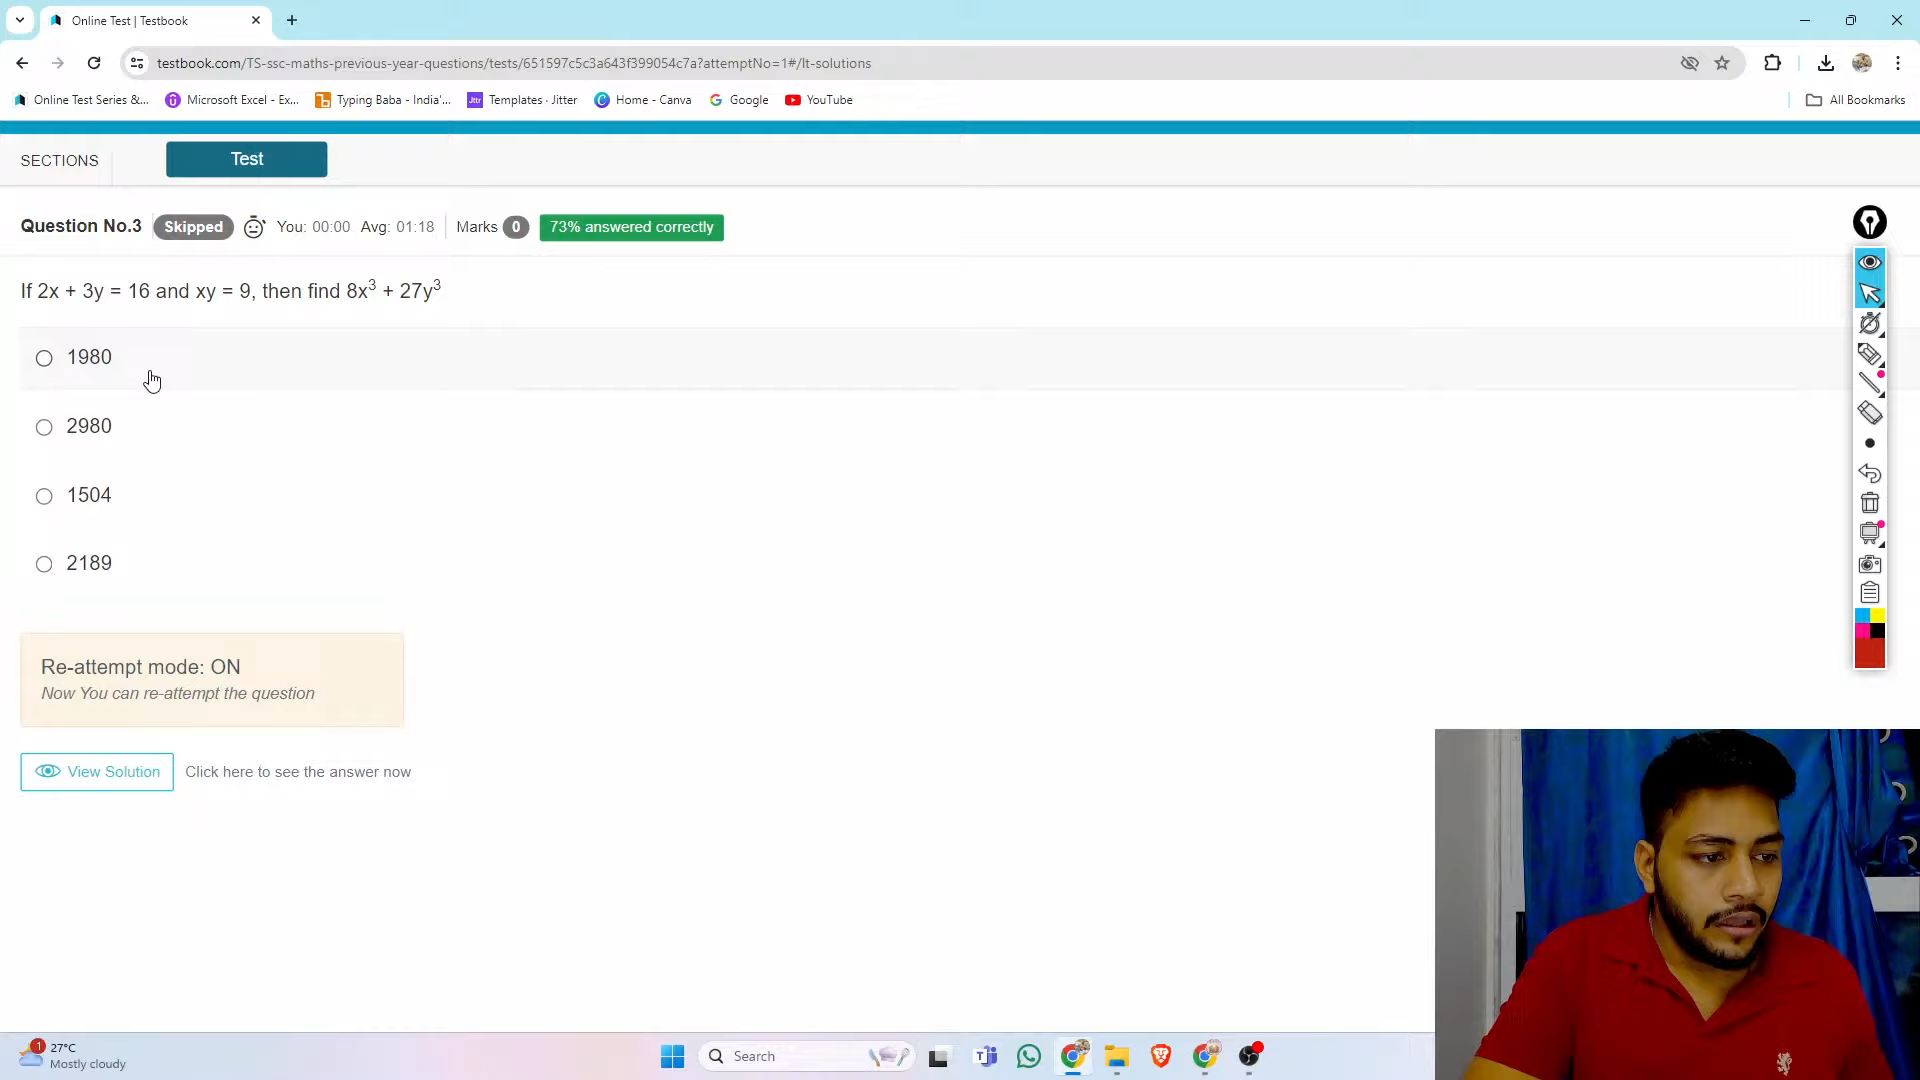 Online Test | Testbook
testbook.com/TS-ssc-maths-previous-year-questions/tests/651597c5c3a643f399054c7a?attemptNo=1#/lt-solutions
Online Test Series &... Microsoft Excel - Ex... Typing Baba - India'... Jitter Templates · Jitter Home - Canva Google YouTube All Bookmarks
SECTIONS Test
Question No.3 Skipped You: 00:00 Avg: 01:18 Marks 0 73% answered correctly
If 2x + 3y = 16 and xy = 9, then find 8x³ + 27y³
1980
2980
1504
2189
Re-attempt mode: ON
Now You can re-attempt the question
View Solution Click here to see the answer now
1 27°C
Mostly cloudy
Search